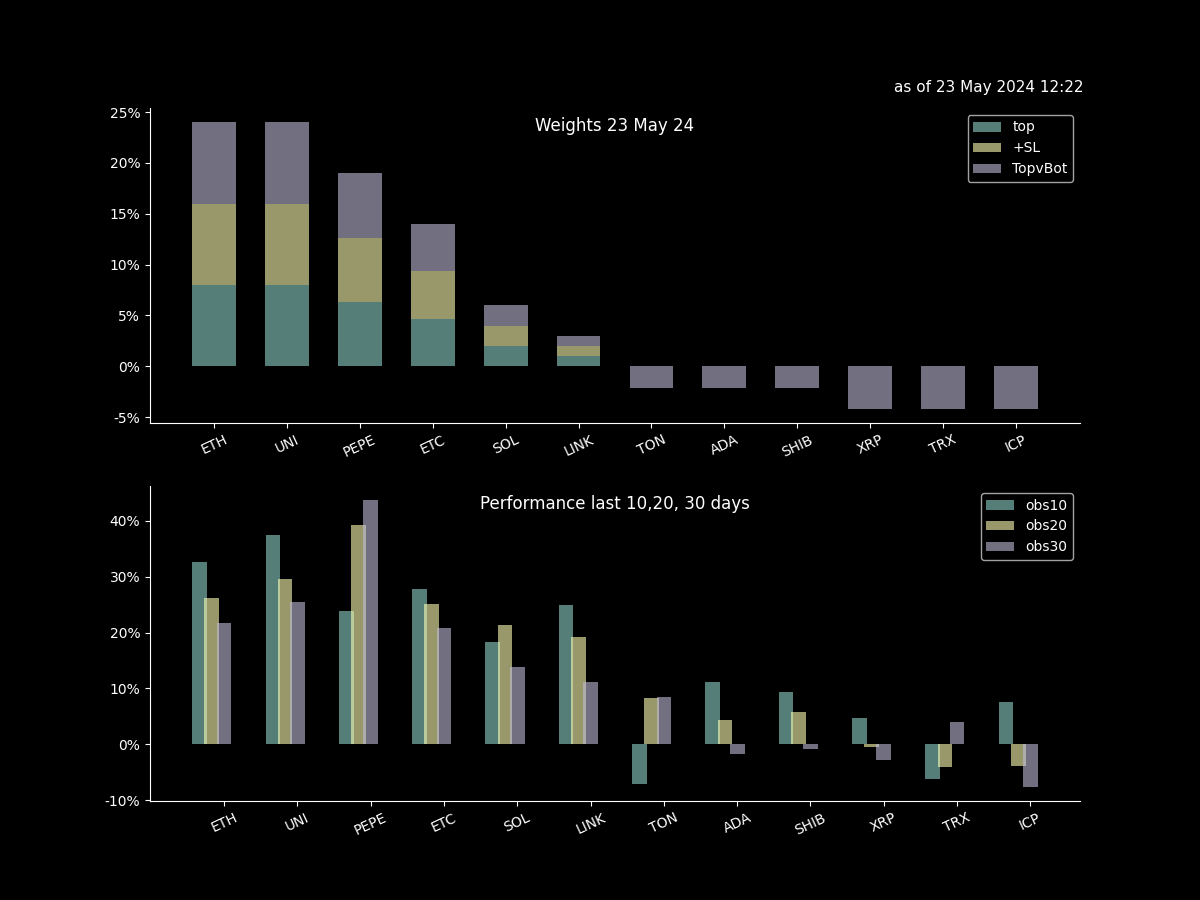 as of 23 May 2024 12:22
Weights 23 May 24
top
+SL
TopvBot
25%
20%
15%
10%
5%
0%
-5%
ETH UNI PEPE ETC SOL LINK TON ADA SHIB XRP TRX ICP
Performance last 10,20, 30 days
obs10
obs20
obs30
40%
30%
20%
10%
0%
-10%
ETH UNI PEPE ETC SOL LINK TON ADA SHIB XRP TRX ICP